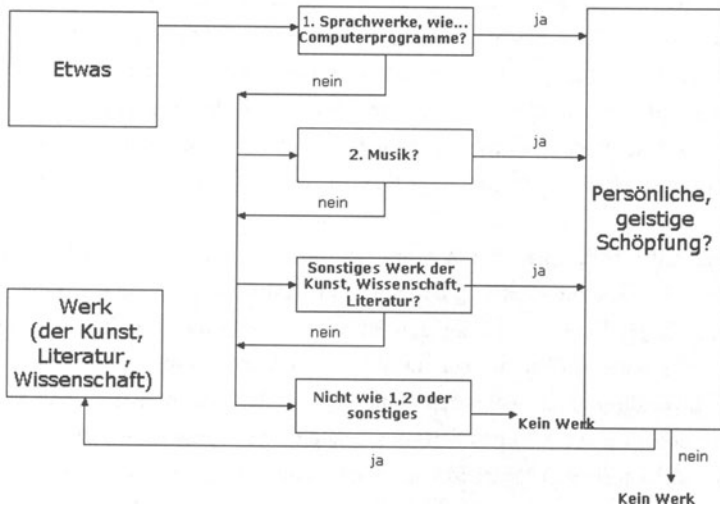 Etwas
1. Sprachwerke, wie...
Computerprogramme?
ja
nein
2. Musik?
ja
nein
Persönliche,
geistige
Schöpfung?
Sonstiges Werk der
Kunst, Wissenschaft,
Literatur?
ja
nein
Werk
(der Kunst,
Literatur,
Wissenschaft)
Nicht wie 1,2 oder
sonstiges
Kein Werk
ja
nein
Kein Werk